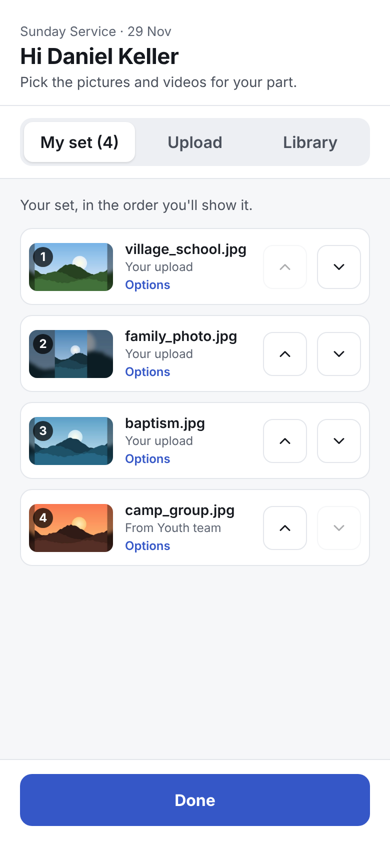 Sunday Service · 29 Nov
Hi Daniel Keller
Pick the pictures and videos for your part.
My set (4)
Upload
Library
Your set, in the order you'll show it.
1
village_school.jpg
Your upload
Options
2
family_photo.jpg
Your upload
Options
3
baptism.jpg
Your upload
Options
4
camp_group.jpg
From Youth team
Options
Done